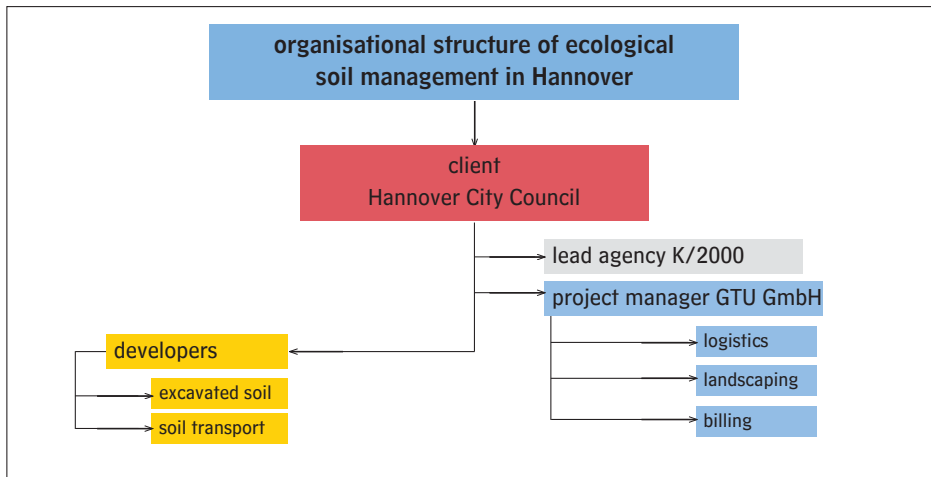 organisational structure of ecological
soil management in Hannover
client
Hannover City Council
lead agency K/2000
project manager GTU GmbH
logistics
landscaping
billing
developers
excavated soil
soil transport